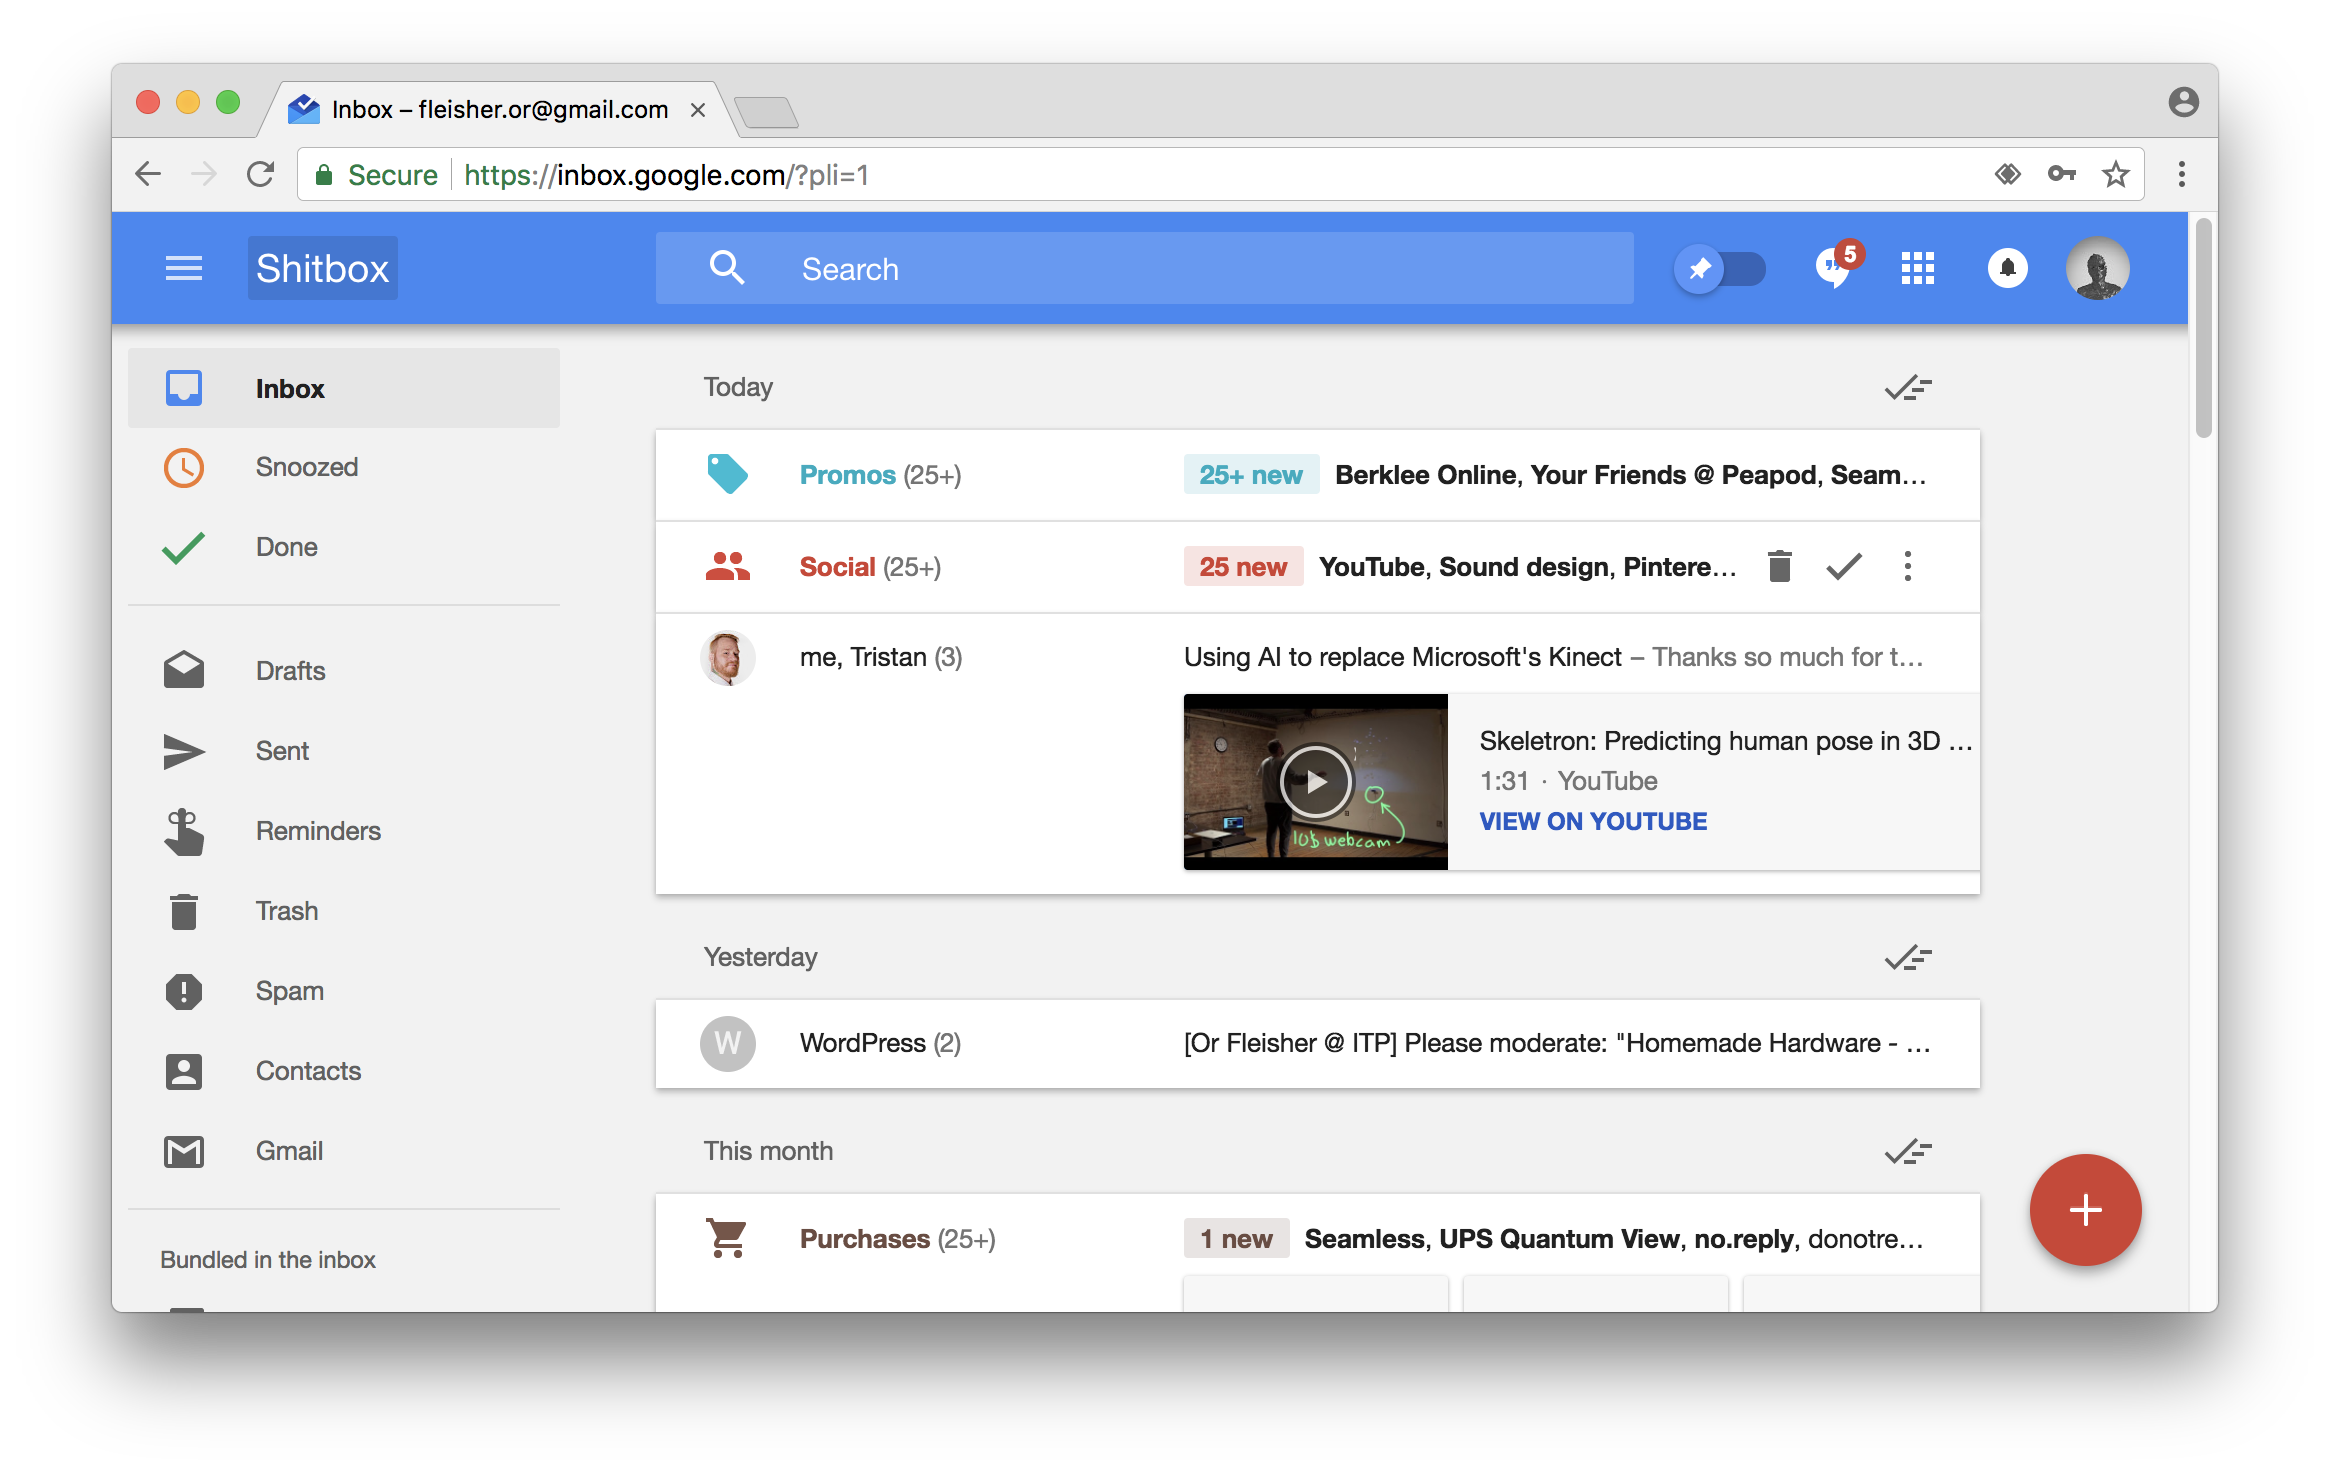 Inbox – fleisher.or@gmail.com
Secure https://inbox.google.com/?pli=1
Shitbox
Search
5
Inbox
Snoozed
Done
Drafts
Sent
Reminders
Trash
Spam
Contacts
Gmail
Bundled in the inbox
Today
Promos (25+) 25+ new Berklee Online, Your Friends @ Peapod, Seam…
Social (25+) 25 new YouTube, Sound design, Pintere…
me, Tristan (3) Using AI to replace Microsoft's Kinect – Thanks so much for t…
10$ webcam
Skeletron: Predicting human pose in 3D …
1:31 · YouTube
VIEW ON YOUTUBE
Yesterday
W WordPress (2) [Or Fleisher @ ITP] Please moderate: "Homemade Hardware - …
This month
Purchases (25+) 1 new Seamless, UPS Quantum View, no.reply, donotre…